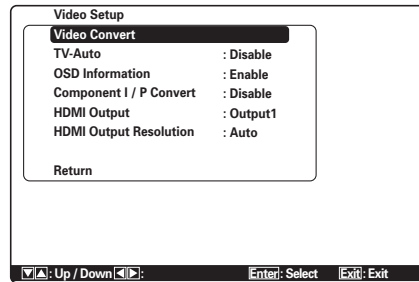 Video Setup
Video Convert
TV-Auto : Disable
OSD Information : Enable
Component I / P Convert : Disable
HDMI Output : Output1
HDMI Output Resolution : Auto
Return
▼▲: Up / Down ◀▶: Enter: Select Exit: Exit